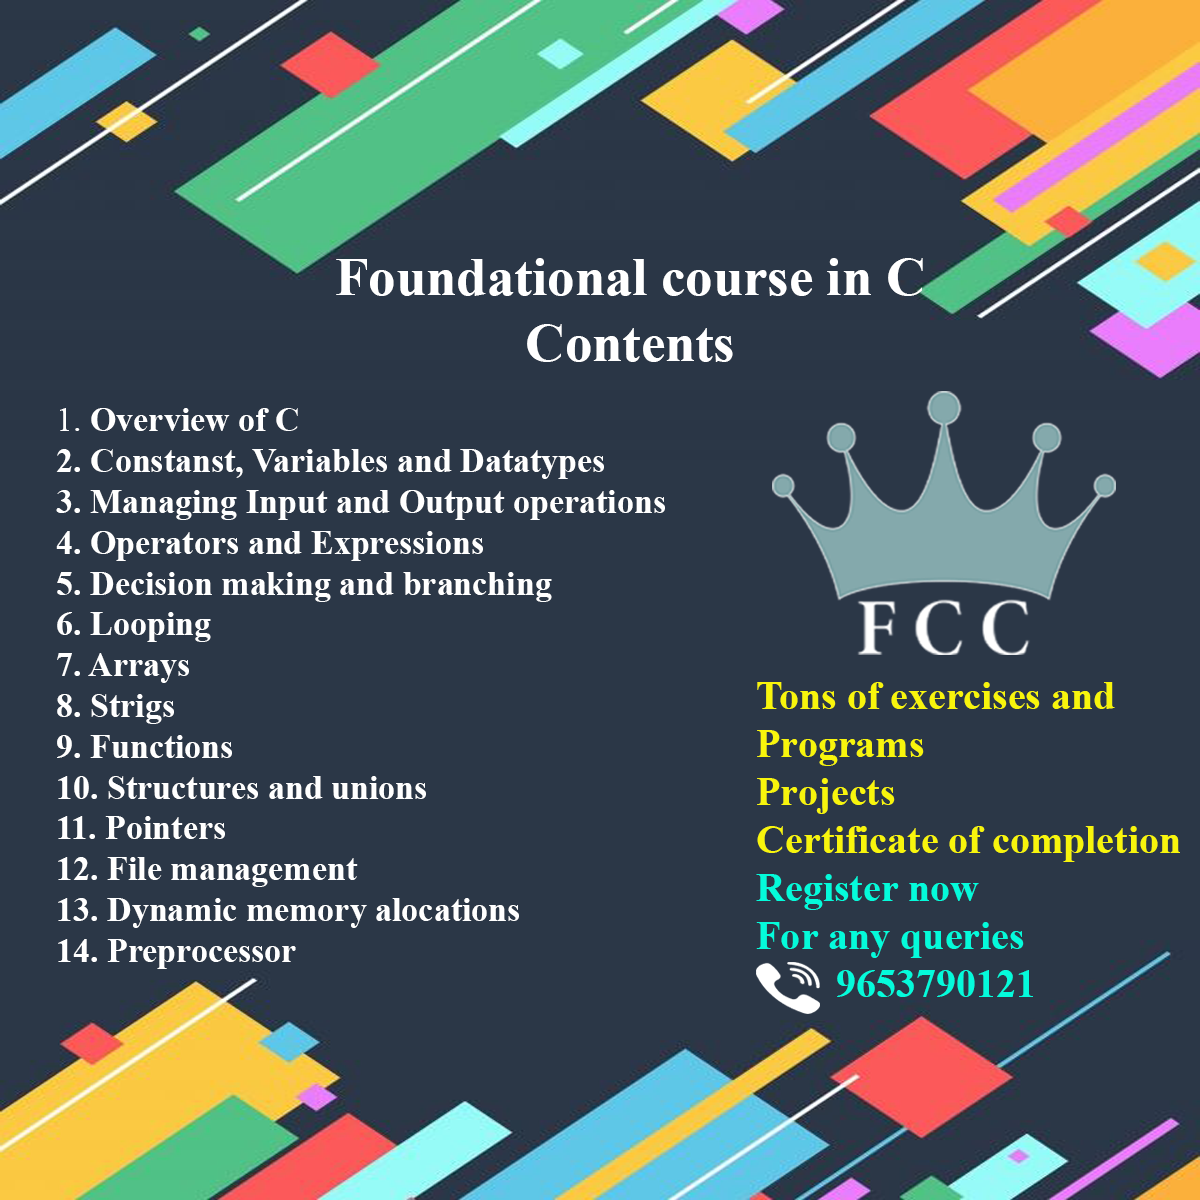 Foundational course in C
Contents
1. Overview of C
2. Constanst, Variables and Datatypes
3. Managing Input and Output operations
4. Operators and Expressions
5. Decision making and branching
6. Looping
7. Arrays
8. Strigs
9. Functions
10. Structures and unions
11. Pointers
12. File management
13. Dynamic memory alocations
14. Preprocessor
FCC
Tons of exercises and
Programs
Projects
Certificate of completion
Register now
For any queries
9653790121